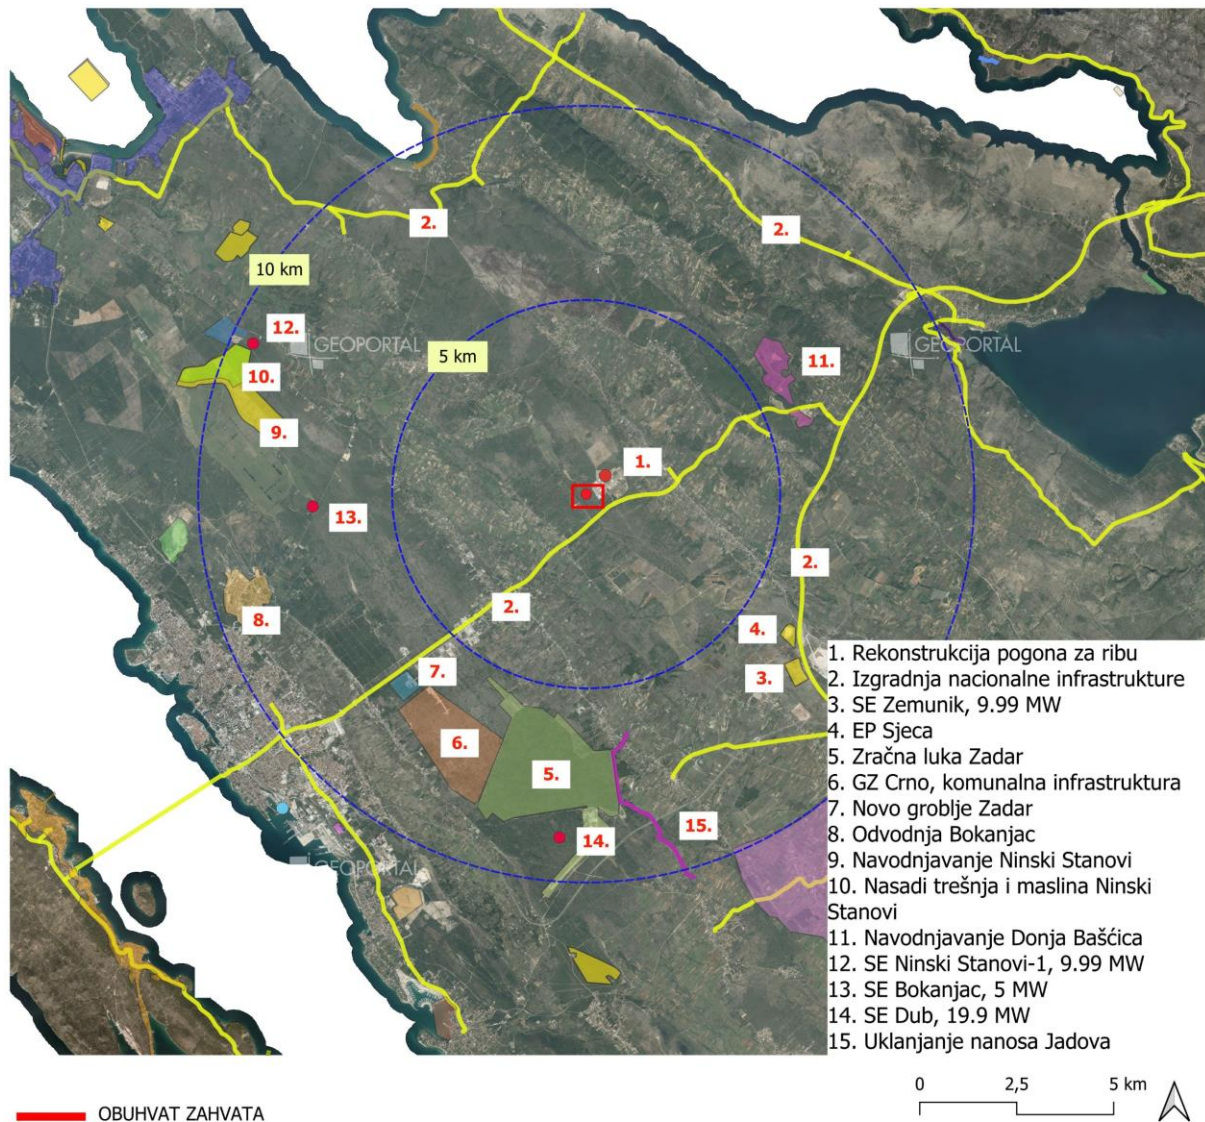 2.
2.
10 km
12.
GEOPORTAL
5 km
GEOPORTAL
11.
10.
9.
1.
13.
2.
2.
8.
4.
7.
3.
6.
5.
14.
15.
GEOPORTAL
1. Rekonstrukcija pogona za ribu
2. Izgradnja nacionalne infrastrukture
3. SE Zemunik, 9.99 MW
4. EP Sjeca
5. Zračna luka Zadar
6. GZ Crno, komunalna infrastruktura
7. Novo groblje Zadar
8. Odvodnja Bokanjac
9. Navodnjavanje Ninski Stanovi
10. Nasadi trešnja i maslina Ninski
Stanovi
11. Navodnjavanje Donja Bašćica
12. SE Ninski Stanovi-1, 9.99 MW
13. SE Bokanjac, 5 MW
14. SE Dub, 19.9 MW
15. Uklanjanje nanosa Jadova
0 2,5 5 km
OBUHVAT ZAHVATA